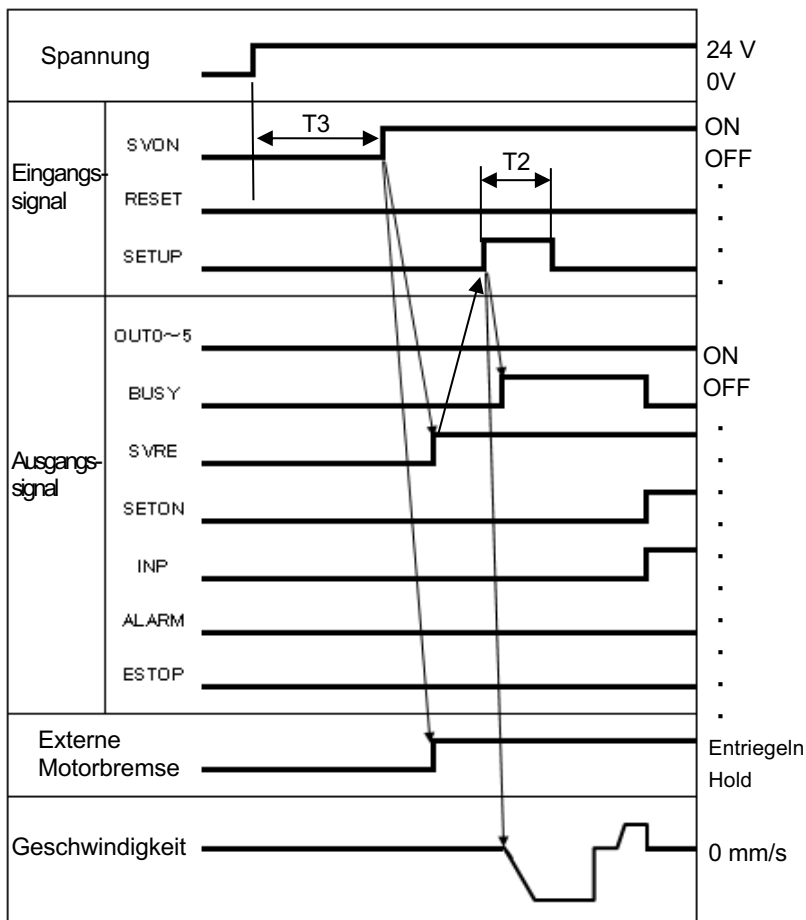 Spannung
24 V
0V
Eingangs-
signal
SVON
T3
ON
OFF
T2
RESET
SETUP
Ausgangs-
signal
OUT0~5
ON
BUSY
OFF
SVRE
SETON
INP
ALARM
ESTOP
Externe
Motorbremse
Entriegeln
Hold
Geschwindigkeit
0 mm/s